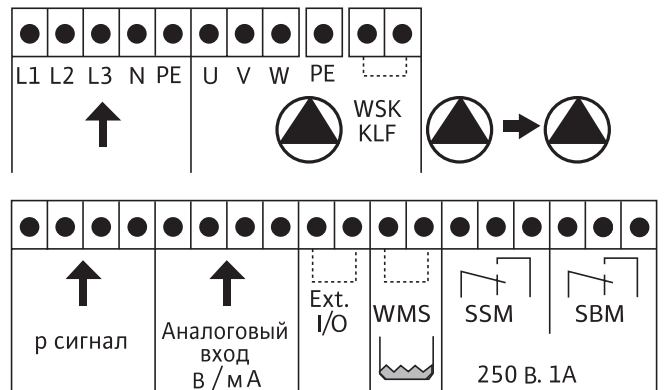 L1 L2 L3 N PE U V W PE
WSK
KLF
p сигнал
Аналоговый
вход
В / мА
Ext.
I/O
WMS
SSM
SBM
250 В. 1А